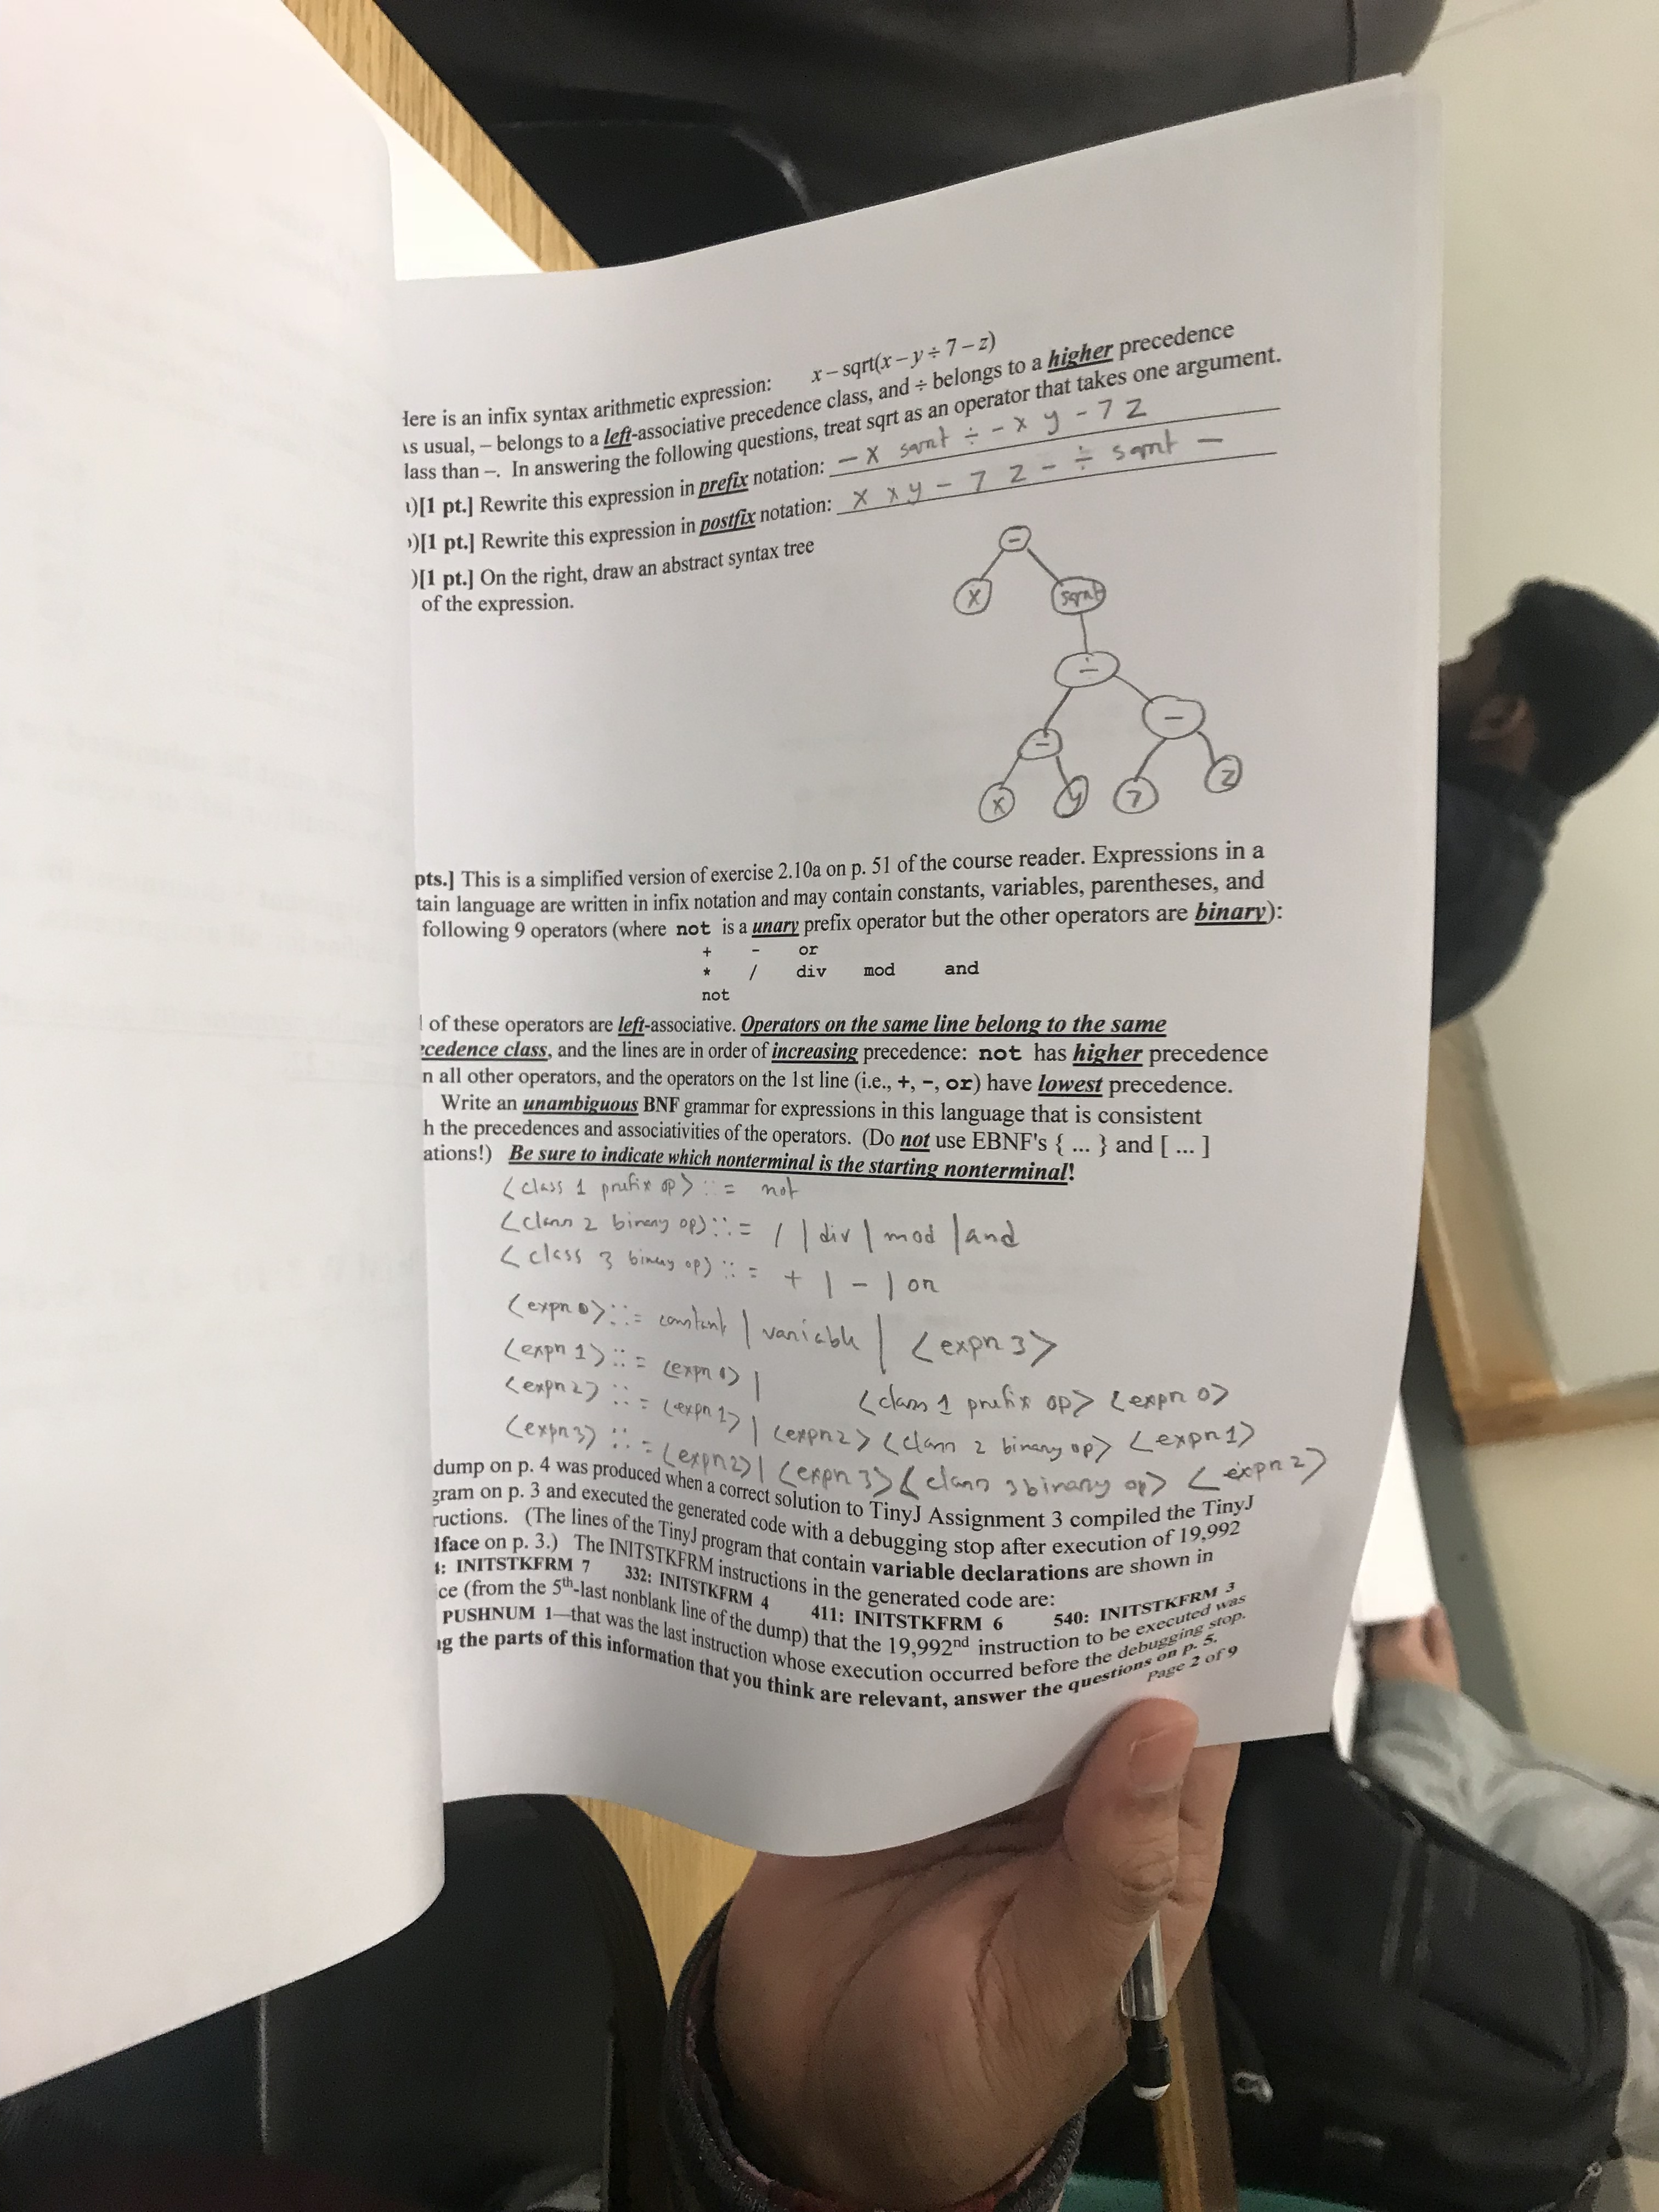 Here is an infix syntax arithmetic expression: x – sqrt(x – y ÷ 7 – z)
As usual, – belongs to a left-associative precedence class, and ÷ belongs to a higher precedence
lass than –. In answering the following questions, treat sqrt as an operator that takes one argument.
)[1 pt.] Rewrite this expression in prefix notation: – x sqrt ÷ – x y – 7 z
)[1 pt.] Rewrite this expression in postfix notation: x x y – 7 z – ÷ sqrt –
)[1 pt.] On the right, draw an abstract syntax tree
of the expression.
–
x sqrt
÷
– –
x y 7 z
pts.] This is a simplified version of exercise 2.10a on p. 51 of the course reader. Expressions in a
tain language are written in infix notation and may contain constants, variables, parentheses, and
following 9 operators (where not is a unary prefix operator but the other operators are binary):
+ - or
* / div mod and
not
l of these operators are left-associative. Operators on the same line belong to the same
ecedence class, and the lines are in order of increasing precedence: not has higher precedence
n all other operators, and the operators on the 1st line (i.e., +, –, or) have lowest precedence.
Write an unambiguous BNF grammar for expressions in this language that is consistent
h the precedences and associativities of the operators. (Do not use EBNF's { ... } and [ ... ]
ations!) Be sure to indicate which nonterminal is the starting nonterminal!
<class 1 prefix op> ::= not
<class 2 binary op> ::= / | div | mod | and
<class 3 binary op> ::= + | - | or
<expr 0> ::= constant | variable | <expr 3>
<expr 1> ::= <expr 0> | <class 1 prefix op> <expr 0>
<expr 2> ::= <expr 1> | <expr 2> <class 2 binary op> <expr 1>
<expr 3> ::= <expr 2> | <expr 3> <class 3 binary op> <expr 2>
dump on p. 4 was produced when a correct solution to TinyJ Assignment 3 compiled the TinyJ
gram on p. 3 and executed the generated code with a debugging stop after execution of 19,992
ructions. (The lines of the TinyJ program that contain variable declarations are shown in
lface on p. 3.) The INITSTKFRM instructions in the generated code are:
4: INITSTKFRM 7 332: INITSTKFRM 4 411: INITSTKFRM 6 540: INITSTKFRM 3
ce (from the 5th-last nonblank line of the dump) that the 19,992nd instruction to be executed was
PUSHNUM 1—that was the last instruction whose execution occurred before the debugging stop.
ng the parts of this information that you think are relevant, answer the questions on p. 5.
Page 2 of 9